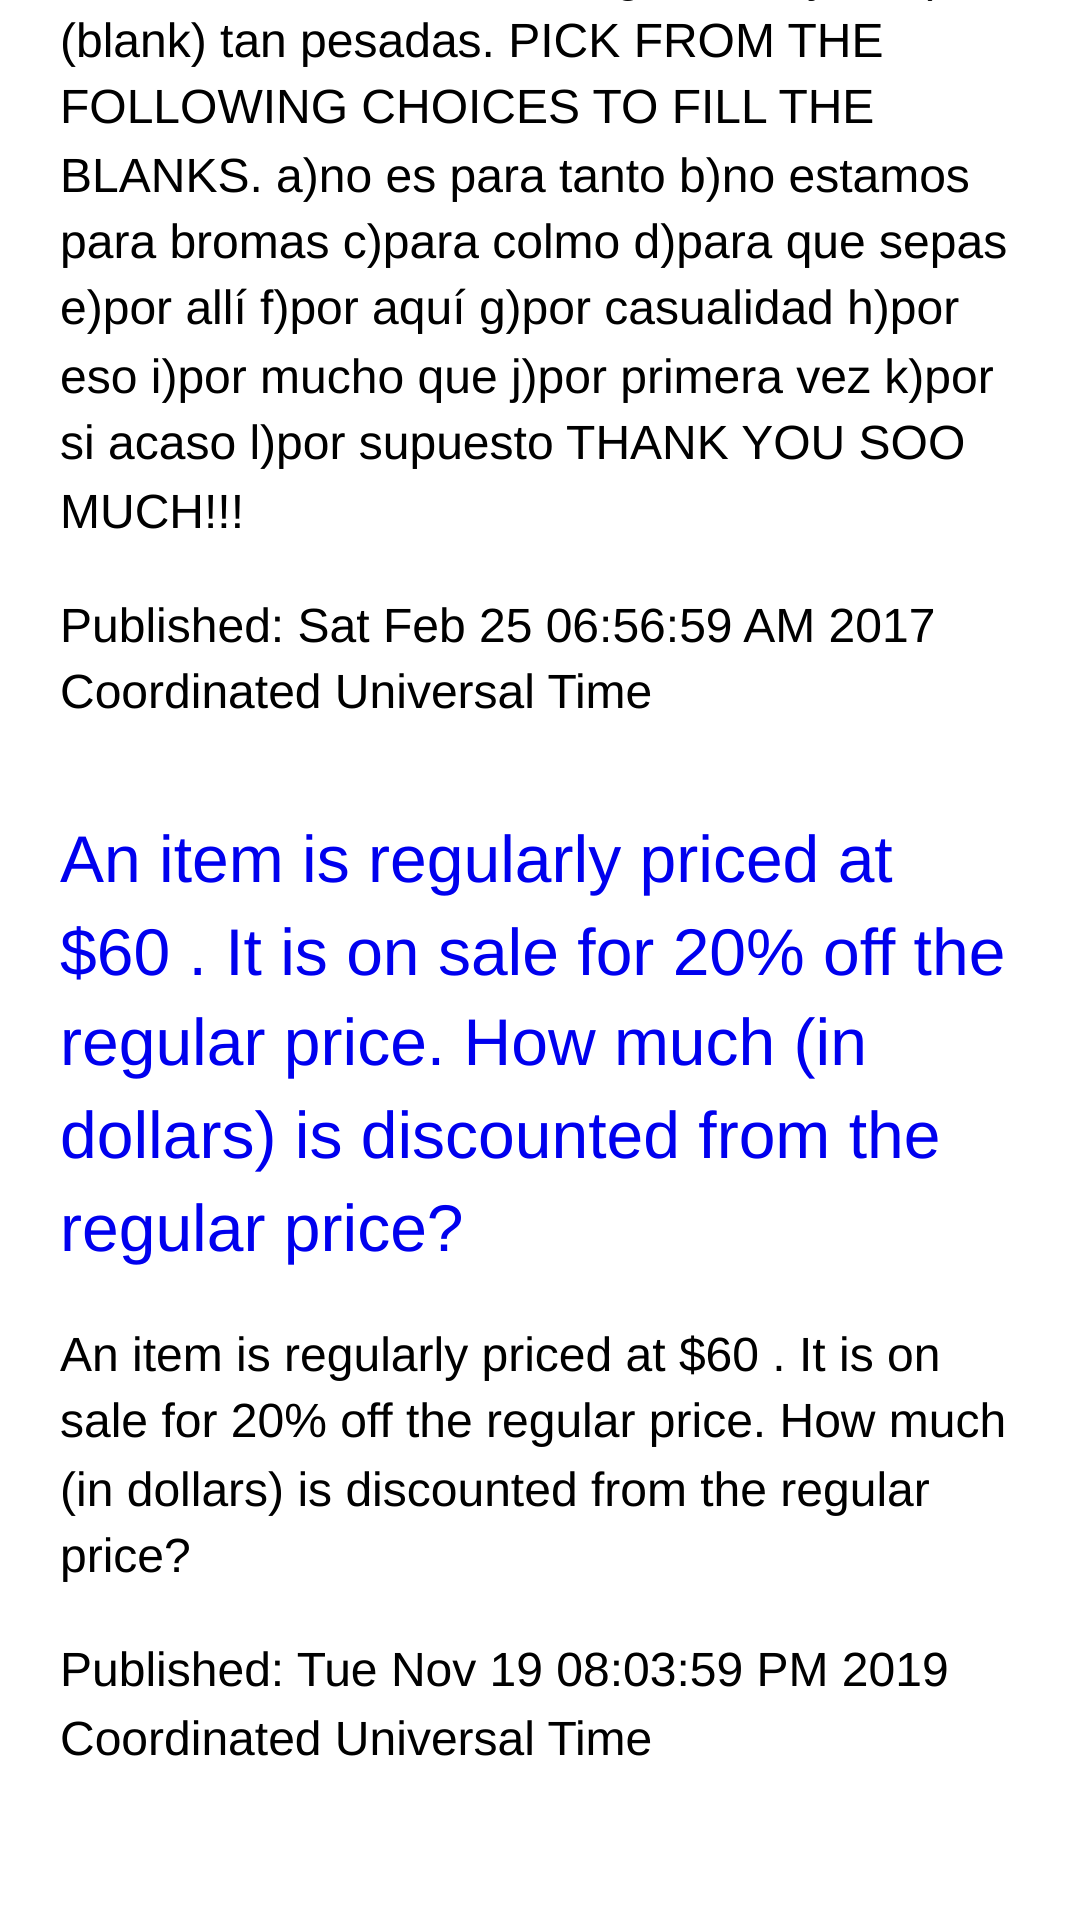 (blank) tan pesadas. PICK FROM THE
FOLLOWING CHOICES TO FILL THE
BLANKS. a)no es para tanto b)no estamos
para bromas c)para colmo d)para que sepas
e)por allí f)por aquí g)por casualidad h)por
eso i)por mucho que j)por primera vez k)por
si acaso l)por supuesto THANK YOU SOO
MUCH!!!
Published: Sat Feb 25 06:56:59 AM 2017
Coordinated Universal Time
An item is regularly priced at
$60 . It is on sale for 20% off the
regular price. How much (in
dollars) is discounted from the
regular price?
An item is regularly priced at $60 . It is on
sale for 20% off the regular price. How much
(in dollars) is discounted from the regular
price?
Published: Tue Nov 19 08:03:59 PM 2019
Coordinated Universal Time